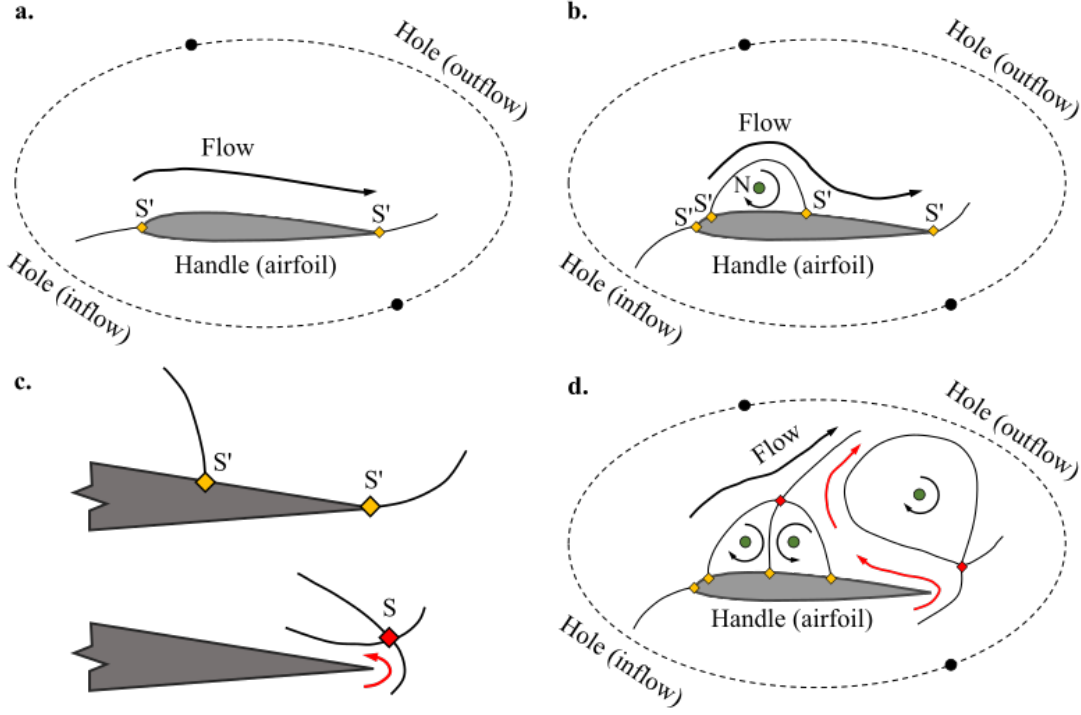 a.
Hole (outflow)
Flow
S'
S'
Handle (airfoil)
Hole (inflow)
b.
Hole (outflow)
Flow
N
S'
S'
S'
S'
Handle (airfoil)
Hole (inflow)
c.
S'
S'
S
d.
Hole (outflow)
Flow
Handle (airfoil)
Hole (inflow)